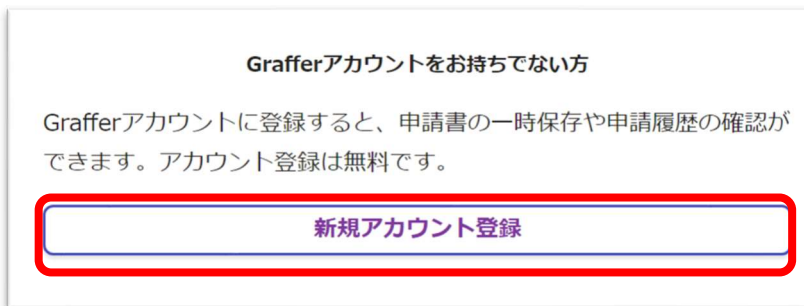 Grafferアカウントをお持ちでない方
Grafferアカウントに登録すると、申請書の一時保存や申請履歴の確認が
できます。アカウント登録は無料です。
新規アカウント登録